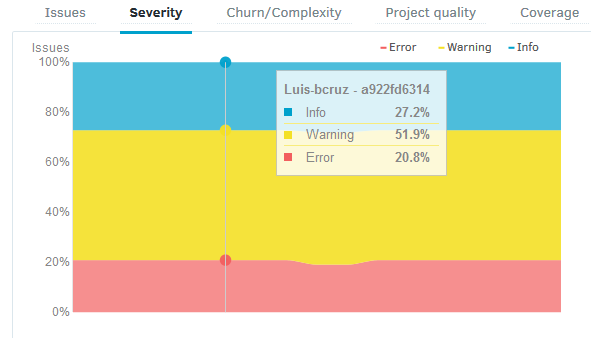 Issues Severity Churn/Complexity Project quality Coverage
Issues Error Warning Info
100%
80%
60%
40%
20%
0%
Luis-bcruz - a922fd6314
Info 27.2%
Warning 51.9%
Error 20.8%